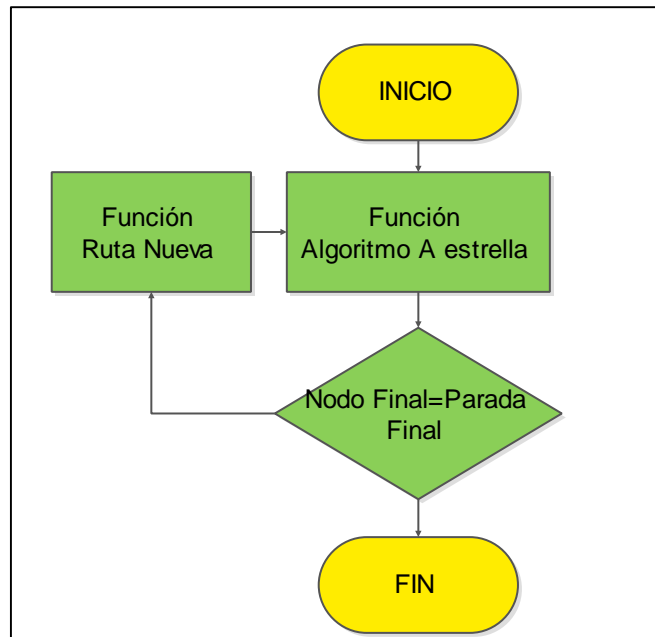 INICIO
Función
Ruta Nueva
Función
Algoritmo A estrella
Nodo Final=Parada
Final
FIN